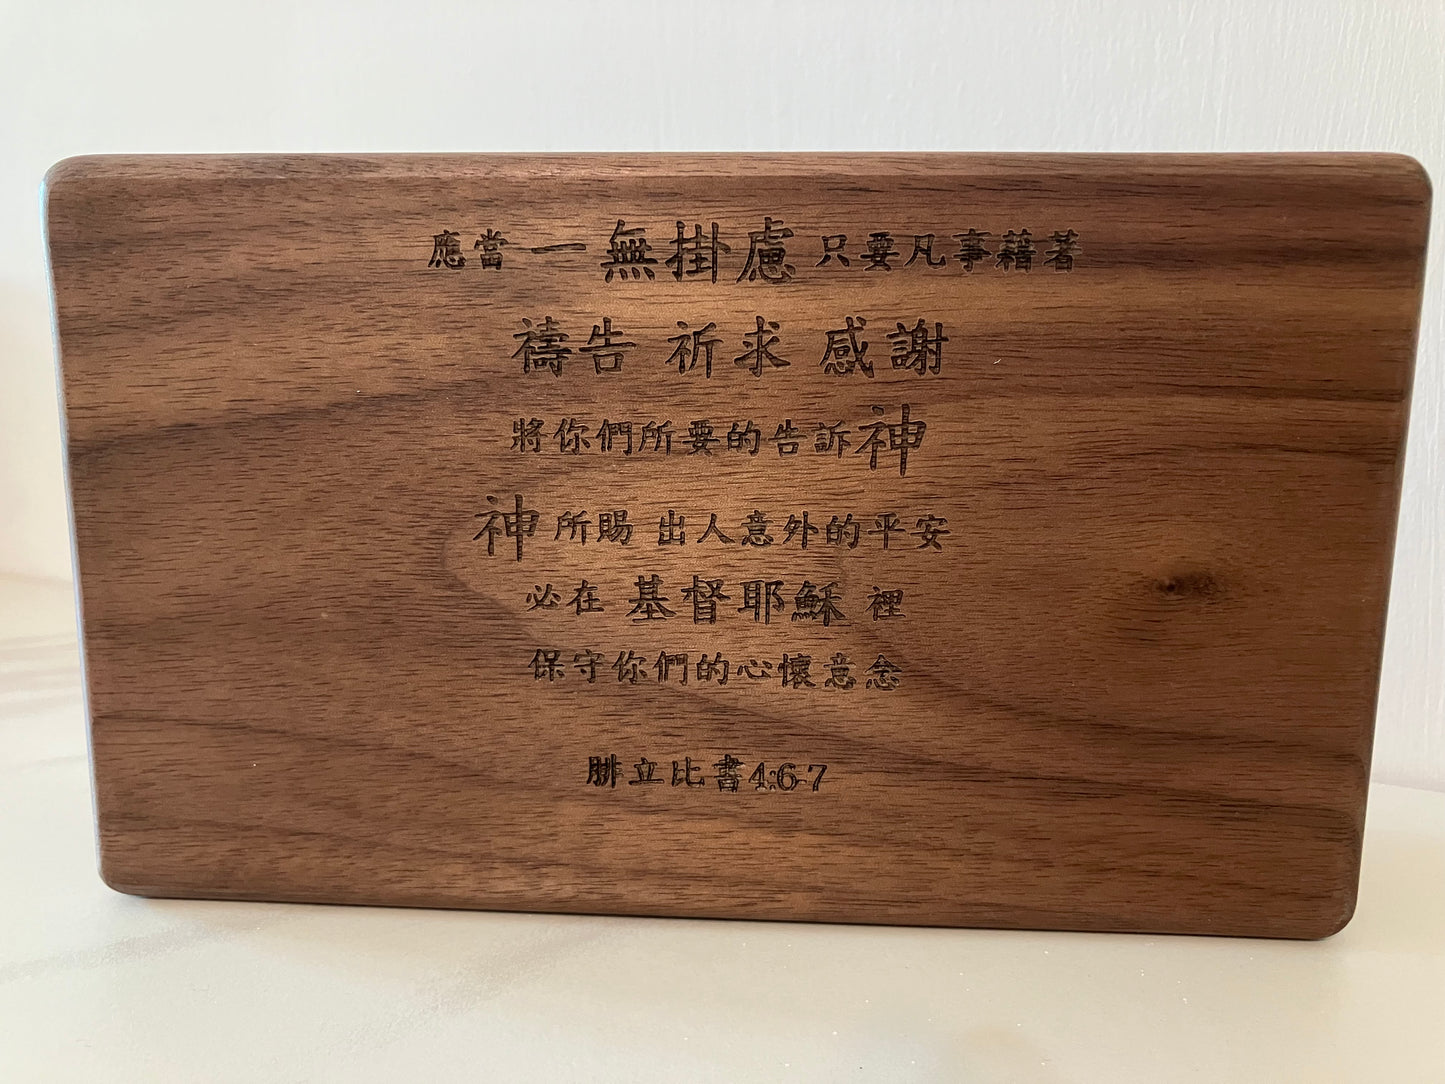 應當 一無掛慮 只要凡事藉著
禱告 祈求 感謝
將你們所要的告訴神
神 所賜 出人意外的平安
必在 基督耶穌 裡
保守你們的心懷意念
腓立比書4:6-7